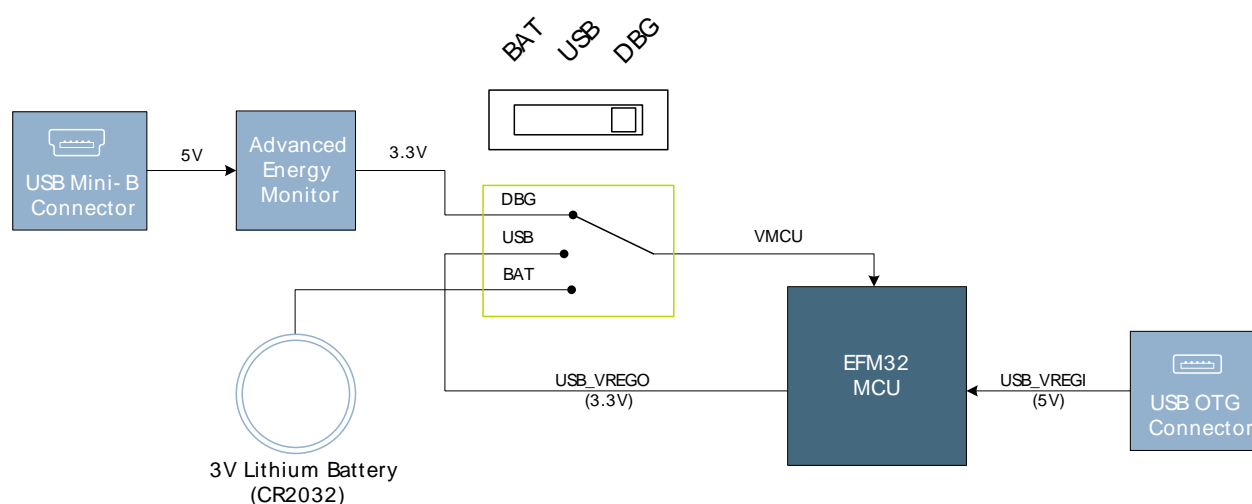 BAT
USB
DBG
USB Mini-B
Connector
5V
Advanced
Energy
Monitor
3.3V
DBG
USB
BAT
VMCU
EFM32
MCU
USB_VREGO
(3.3V)
USB_VREGI
(5V)
USB OTG
Connector
3V Lithium Battery
(CR2032)